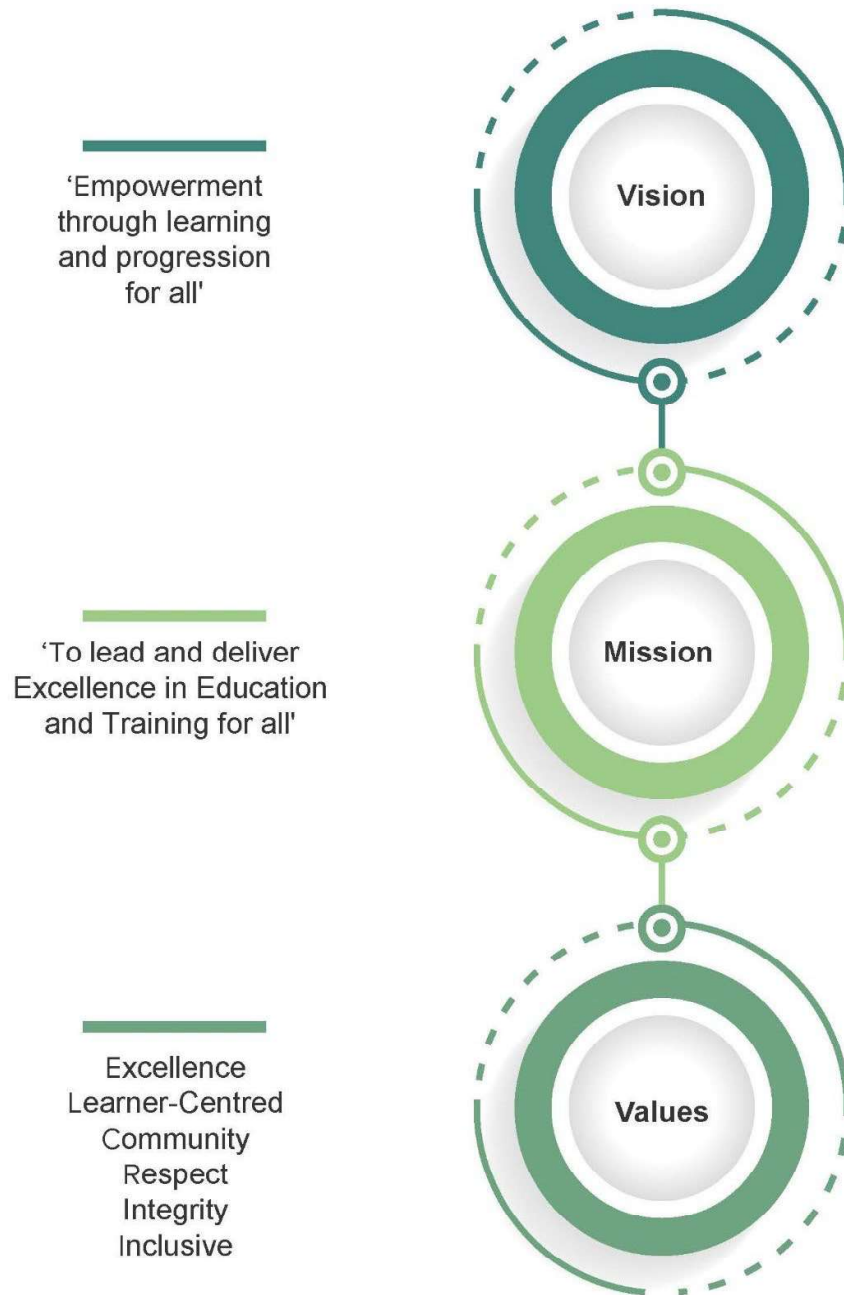 Vision
‘Empowerment
through learning
and progression
for all'
Mission
‘To lead and deliver
Excellence in Education
and Training for all'
Values
Excellence
Learner-Centred
Community
Respect
Integrity
Inclusive